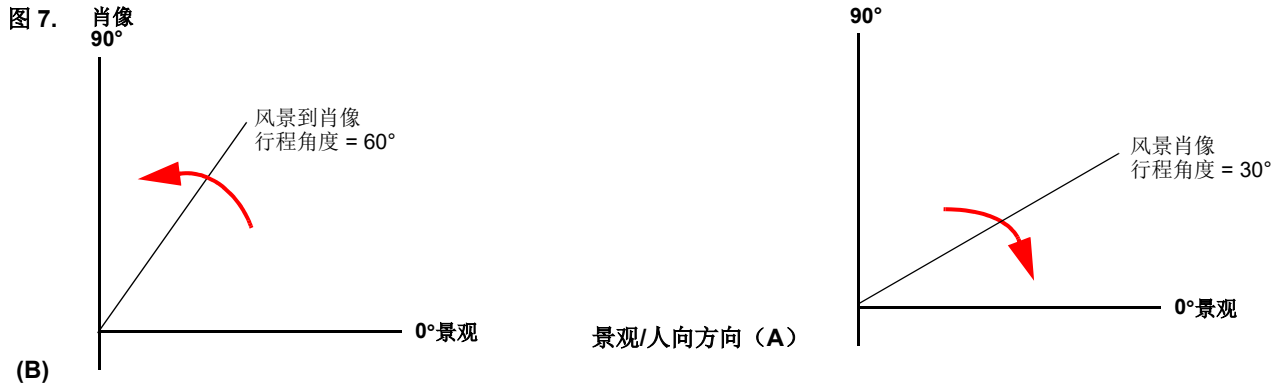 图 7.
肖像
90°
风景到肖像
行程角度 = 60°
0°景观
(B)
景观/人向方向（A）
90°
风景肖像
行程角度 = 30°
0°景观